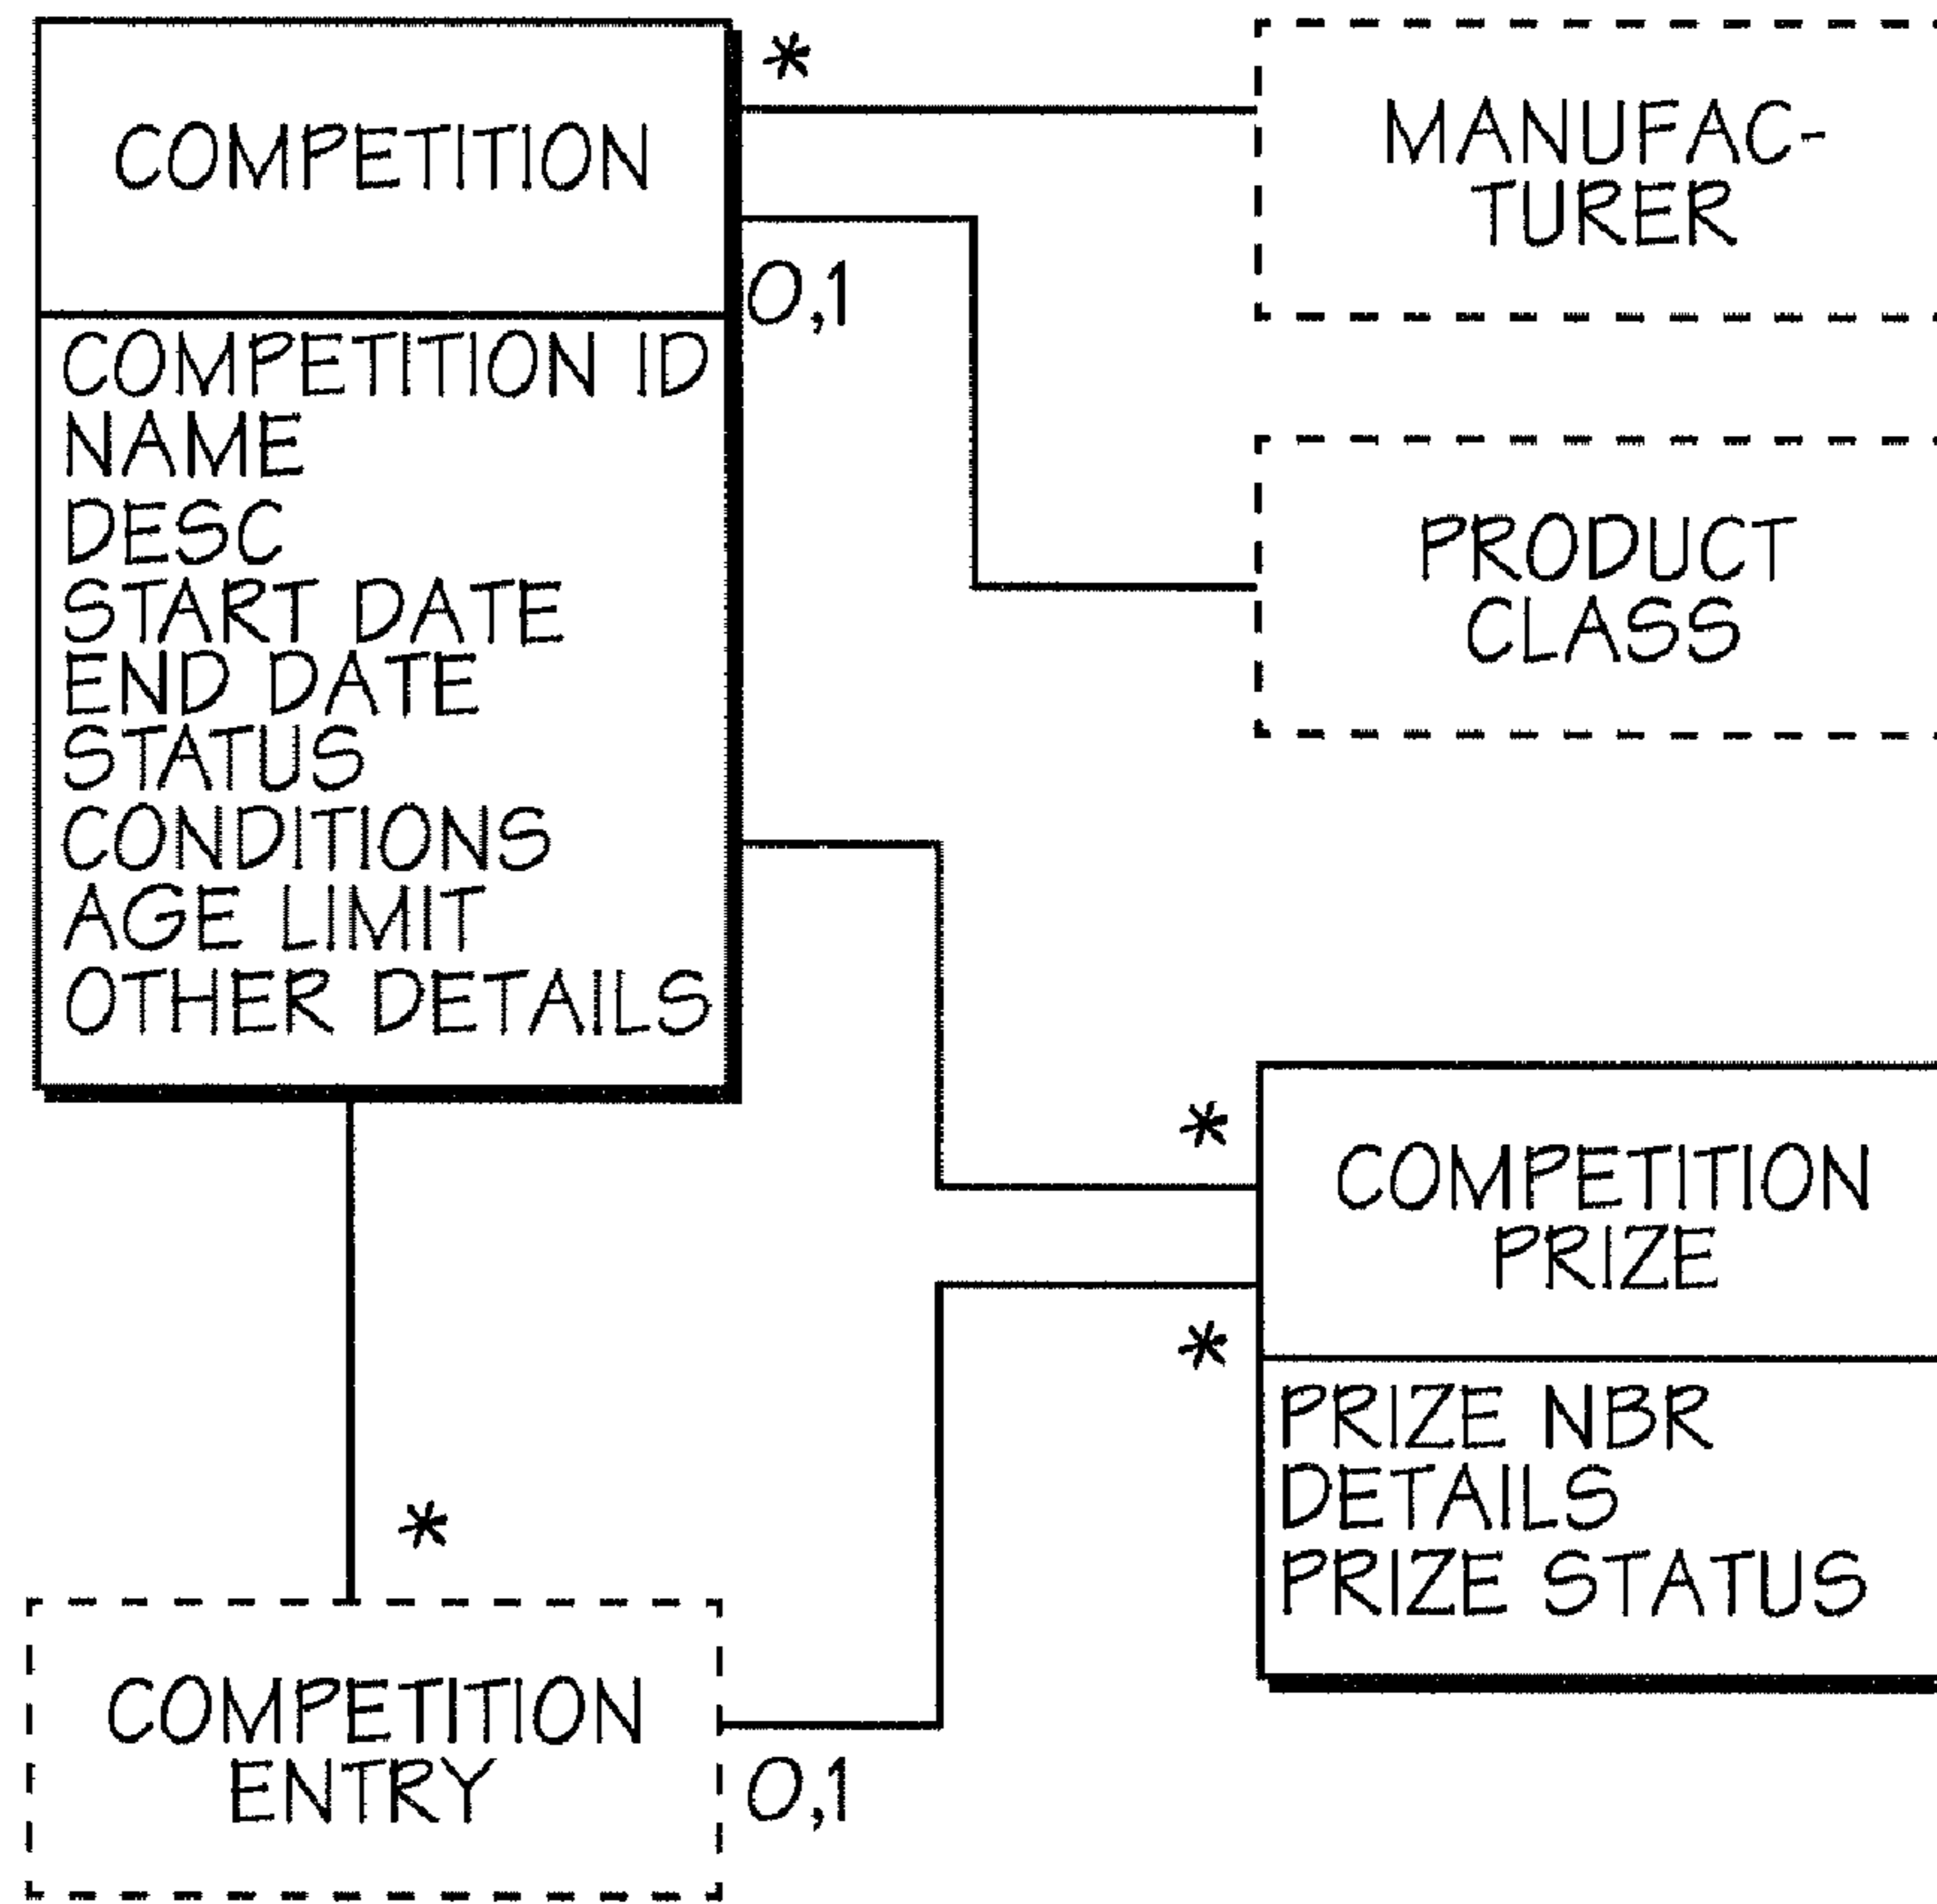 COMPETITION
*
0,1
COMPETITION ID
NAME
DESC
START DATE
END DATE
STATUS
CONDITIONS
AGE LIMIT
OTHER DETAILS
MANUFAC-
TURER
PRODUCT
CLASS
*
COMPETITION
PRIZE
*
PRIZE NBR
DETAILS
PRIZE STATUS
*
COMPETITION
ENTRY
0,1